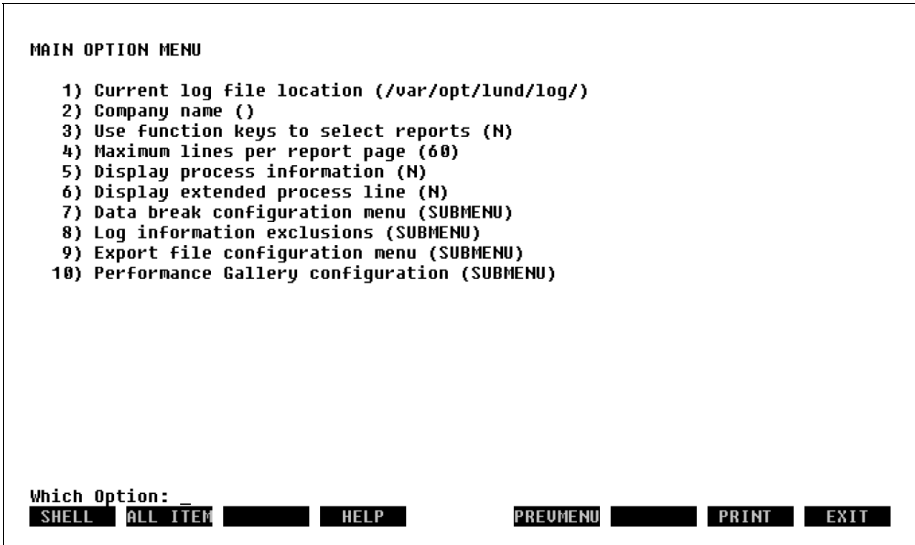 MAIN OPTION MENU
1) Current log file location (/var/opt/lund/log/)
2) Company name ()
3) Use function keys to select reports (N)
4) Maximum lines per report page (60)
5) Display process information (N)
6) Display extended process line (N)
7) Data break configuration menu (SUBMENU)
8) Log information exclusions (SUBMENU)
9) Export file configuration menu (SUBMENU)
10) Performance Gallery configuration (SUBMENU)
Which Option: _
SHELL ALL ITEM HELP PREVMENU PRINT EXIT